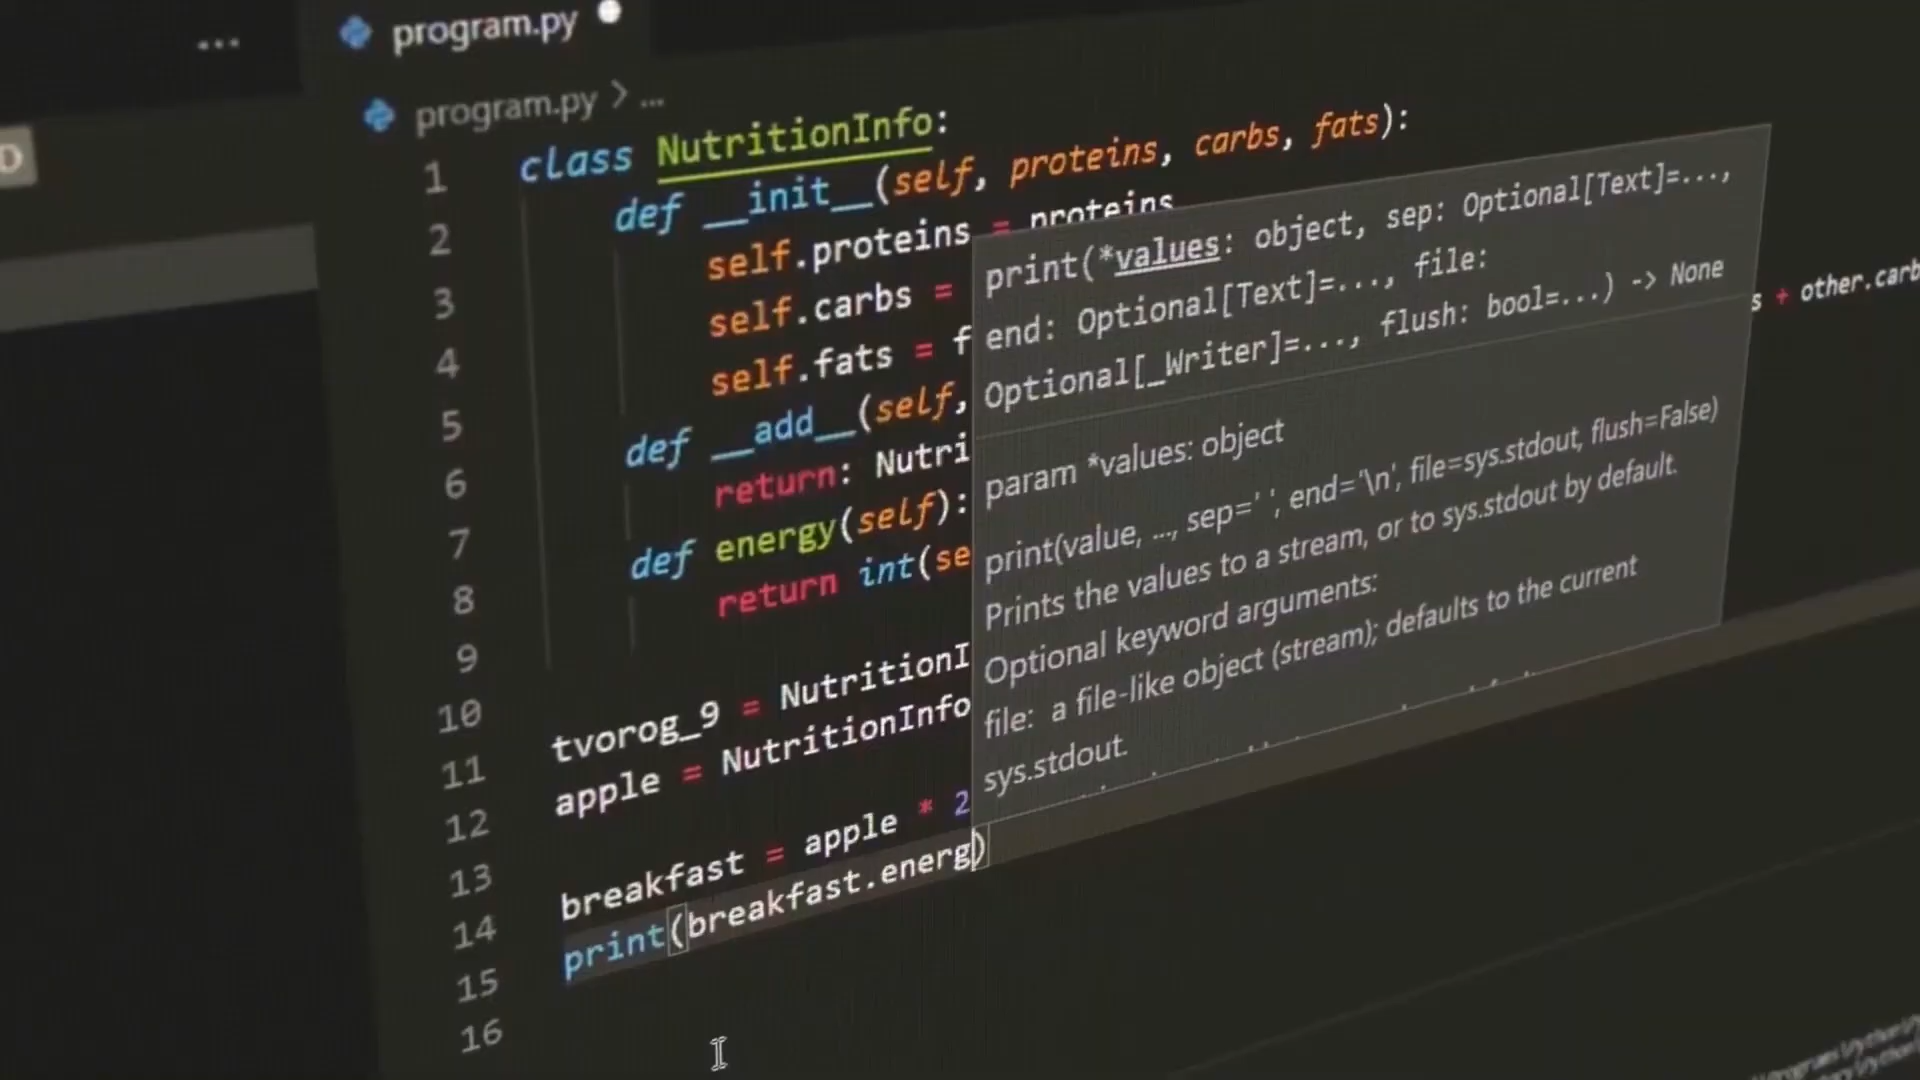 program.py
program.py > ...
1 class NutritionInfo:
2 def __init__(self, proteins, carbs, fats):
3 self.proteins = proteins
4 self.carbs =
5 self.fats = f
6 def __add__(self,
7 return: Nutri
s + other.carb
8 def energy(self):
9 return int(se
10
11 tvorog_9 = NutritionI
12 apple = NutritionInfo
13
14 breakfast = apple * 2
15 print(breakfast.energ)
16
print(*values: object, sep: Optional[Text]=...,
end: Optional[Text]=..., file:
Optional[_Writer]=..., flush: bool=...) -> None
param *values: object
print(value, ..., sep=' ', end='\n', file=sys.stdout, flush=False)
Prints the values to a stream, or to sys.stdout by default.
Optional keyword arguments:
file: a file-like object (stream); defaults to the current
sys.stdout.